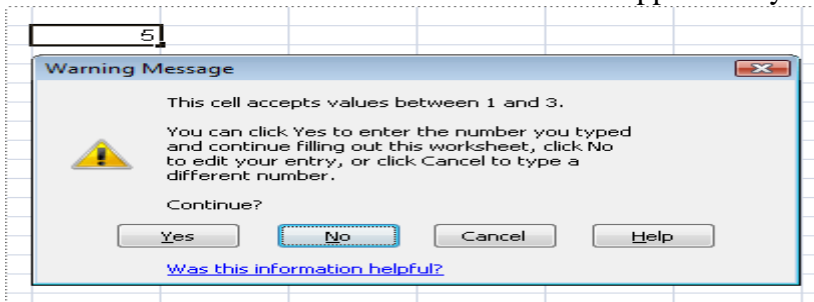 5
Warning Message
This cell accepts values between 1 and 3.
You can click Yes to enter the number you typed
and continue filling out this worksheet, click No
to edit your entry, or click Cancel to type a
different number.
Continue?
Yes No Cancel Help
Was this information helpful?